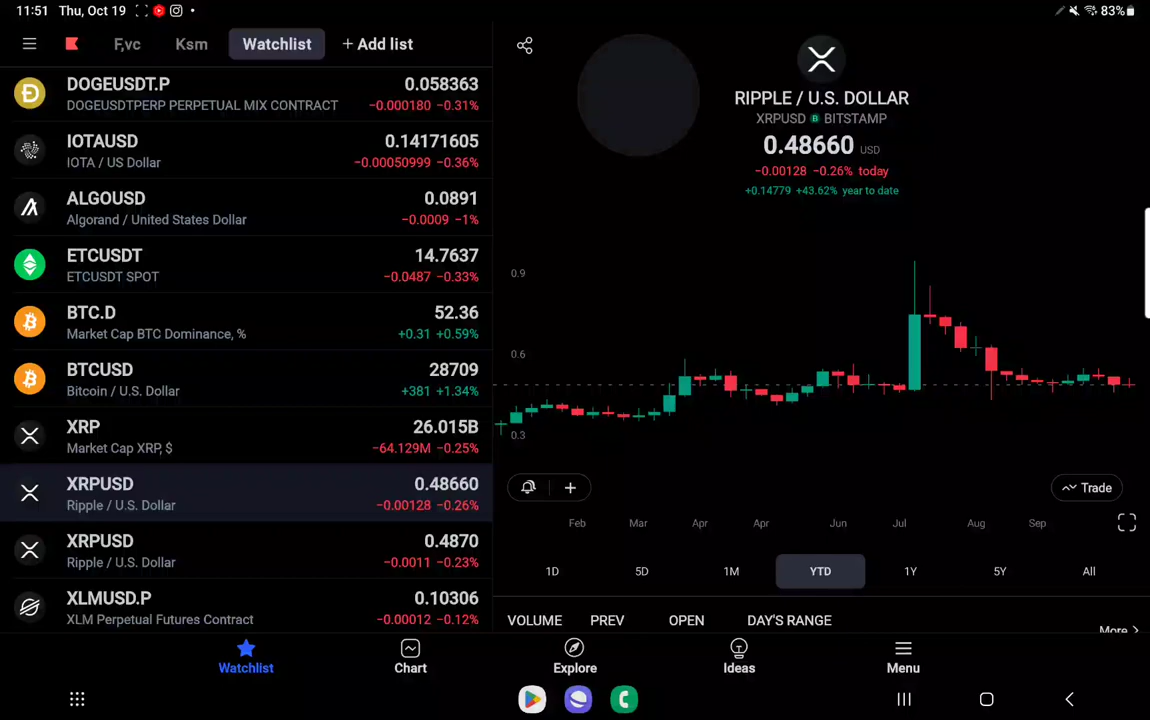 11:51 Thu, Oct 19
83%
F,vc Ksm Watchlist + Add list
DOGEUSDT.P 0.058363
DOGEUSDTPERP PERPETUAL MIX CONTRACT −0.000180 −0.31%
IOTAUSD 0.14171605
IOTA / US Dollar −0.00050999 −0.36%
ALGOUSD 0.0891
Algorand / United States Dollar −0.0009 −1%
ETCUSDT 14.7637
ETCUSDT SPOT −0.0487 −0.33%
BTC.D 52.36
Market Cap BTC Dominance, % +0.31 +0.59%
BTCUSD 28709
Bitcoin / U.S. Dollar +381 +1.34%
XRP 26.015B
Market Cap XRP, $ −64.129M −0.25%
XRPUSD 0.48660
Ripple / U.S. Dollar −0.00128 −0.26%
XRPUSD 0.4870
Ripple / U.S. Dollar −0.0011 −0.23%
XLMUSD.P 0.10306
XLM Perpetual Futures Contract −0.00012 −0.12%
RIPPLE / U.S. DOLLAR
XRPUSD B BITSTAMP
0.48660 USD
−0.00128 −0.26% today
+0.14779 +43.62% year to date
0.9
0.6
0.3
+ Trade
Feb Mar Apr Apr Jun Jul Aug Sep
1D 5D 1M YTD 1Y 5Y All
VOLUME PREV OPEN DAY'S RANGE
More >
Watchlist Chart Explore Ideas Menu